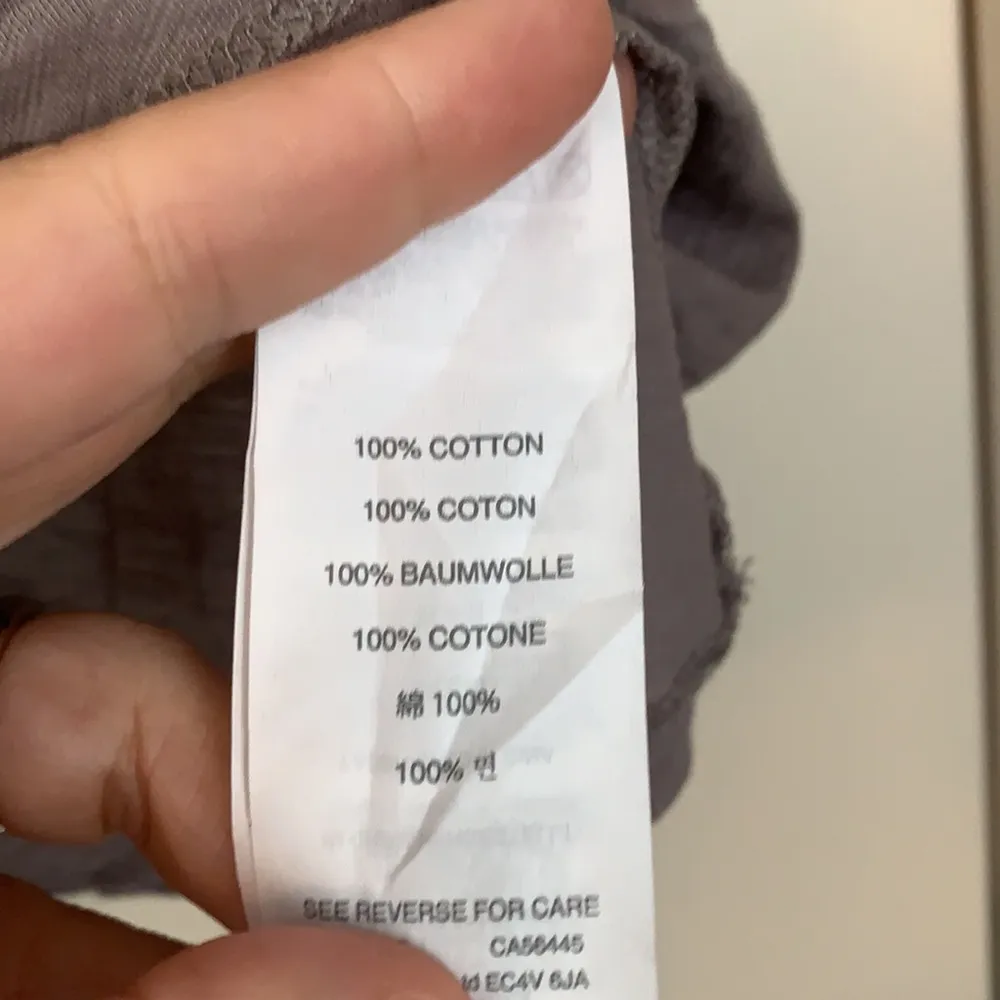 100% COTTON
100% COTON
100% BAUMWOLLE
100% COTONE
綿 100%
100% 면
SEE REVERSE FOR CARE
CA56445
EC4V 6JA